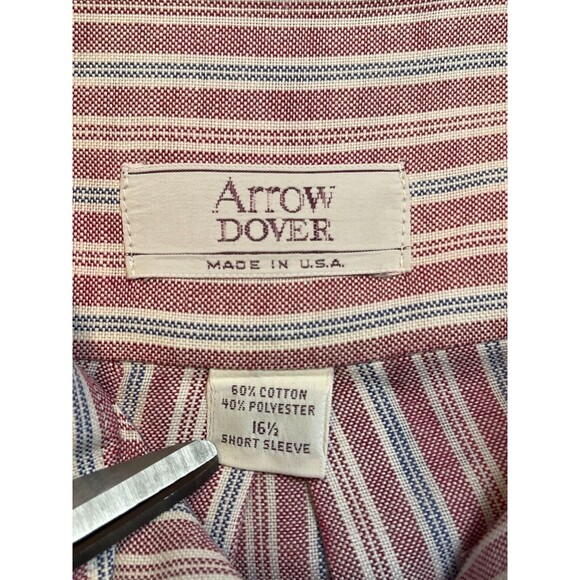 Arrow
DOVER
MADE IN U.S.A.
60% COTTON
40% POLYESTER
16½
SHORT SLEEVE